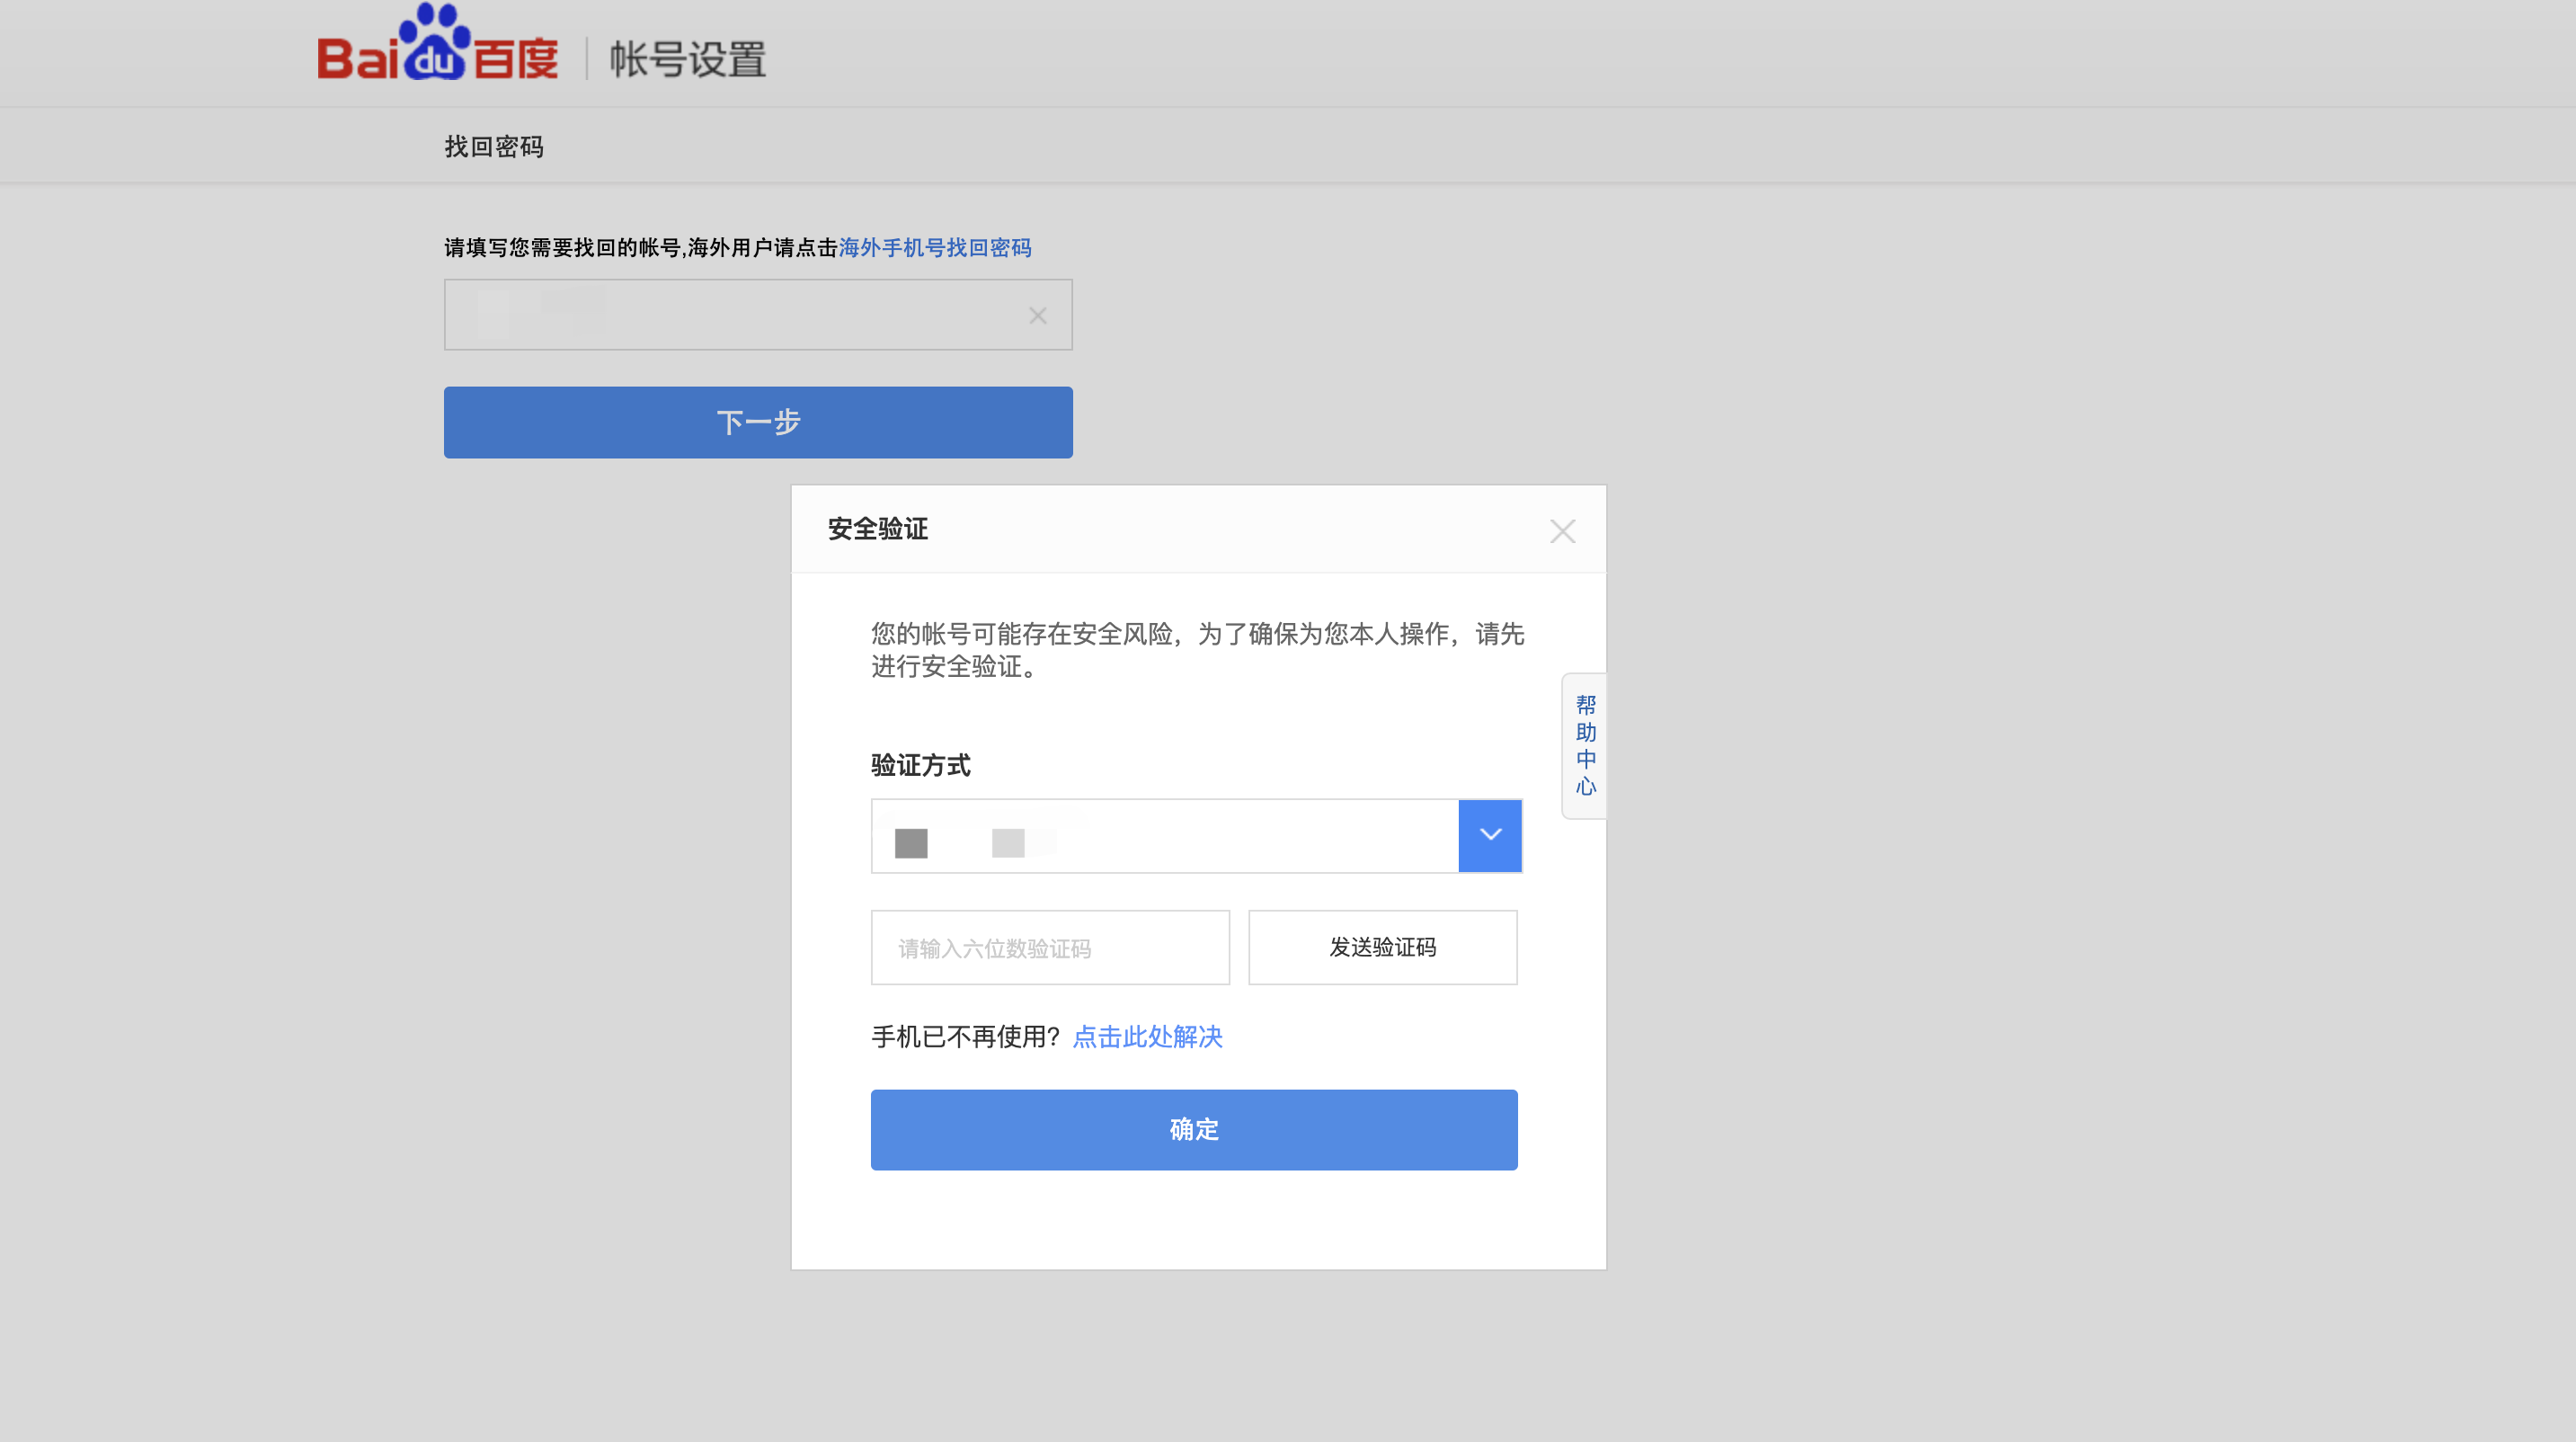 Baidu百度 帐号设置
找回密码
请填写您需要找回的帐号,海外用户请点击海外手机号找回密码
下一步
安全验证
您的帐号可能存在安全风险，为了确保为您本人操作，请先
进行安全验证。
帮助中心
验证方式
请输入六位数验证码 发送验证码
手机已不再使用？点击此处解决
确定